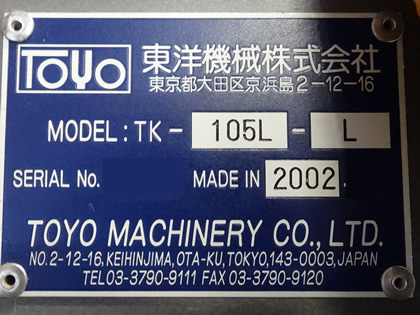 TOYO 東洋機械株式会社
東京都大田区京浜島2-12-16
MODEL: TK- 105L - L
SERIAL No. MADE IN 2002.
TOYO MACHINERY CO., LTD.
NO. 2-12-16, KEIHINJIMA, OTA-KU, TOKYO, 143-0003, JAPAN
TEL 03-3790-9111 FAX 03-3790-9120